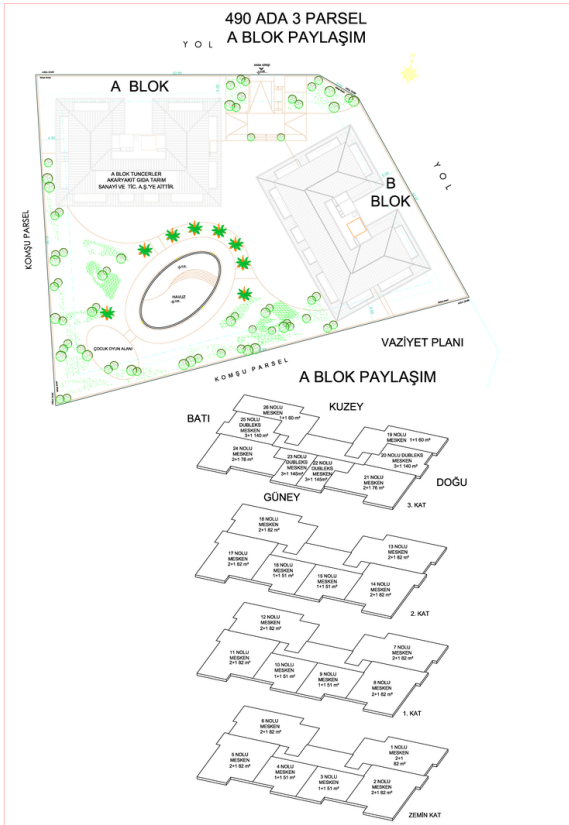 490 ADA 3 PARSEL
A BLOK PAYLAŞIM
YOL
A BLOK
A BLOK TUNCERLER
AKARYAKIT GIDA TARIM
SANAYİ VE TİC. A.Ş.'YE AİTTİR.
B
BLOK
YOL
KOMŞU PARSEL
HAVUZ
ÇOCUK OYUN ALANI
KOMŞU PARSEL
VAZİYET PLANI
A BLOK PAYLAŞIM
BATI
KUZEY
DOĞU
GÜNEY
26 NOLU
MESKEN
1+1 60 m²
25 NOLU
DUBLEKS
MESKEN
3+1 140 m²
24 NOLU
MESKEN
2+1 76 m²
23 NOLU
DUBLEKS
MESKEN
3+1 145m²
22 NOLU
DUBLEKS
MESKEN
3+1 145m²
19 NOLU
MESKEN 1+1 60 m²
20 NOLU DUBLEKS
MESKEN
3+1 140 m²
21 NOLU
MESKEN
2+1 76 m²
3. KAT
18 NOLU
MESKEN
2+1 82 m²
17 NOLU
MESKEN
2+1 82 m²
16 NOLU
MESKEN
1+1 51 m²
15 NOLU
MESKEN
1+1 51 m²
13 NOLU
MESKEN
2+1 82 m²
14 NOLU
MESKEN
2+1 82 m²
2. KAT
12 NOLU
MESKEN
2+1 82 m²
11 NOLU
MESKEN
2+1 82 m²
10 NOLU
MESKEN
1+1 51 m²
9 NOLU
MESKEN
1+1 51 m²
7 NOLU
MESKEN
2+1 82 m²
8 NOLU
MESKEN
2+1 82 m²
1. KAT
6 NOLU
MESKEN
2+1 82 m²
5 NOLU
MESKEN
2+1 82 m²
4 NOLU
MESKEN
1+1 51 m²
3 NOLU
MESKEN
1+1 51 m²
1 NOLU
MESKEN
2+1
82 m²
2 NOLU
MESKEN
2+1 82 m²
ZEMİN KAT